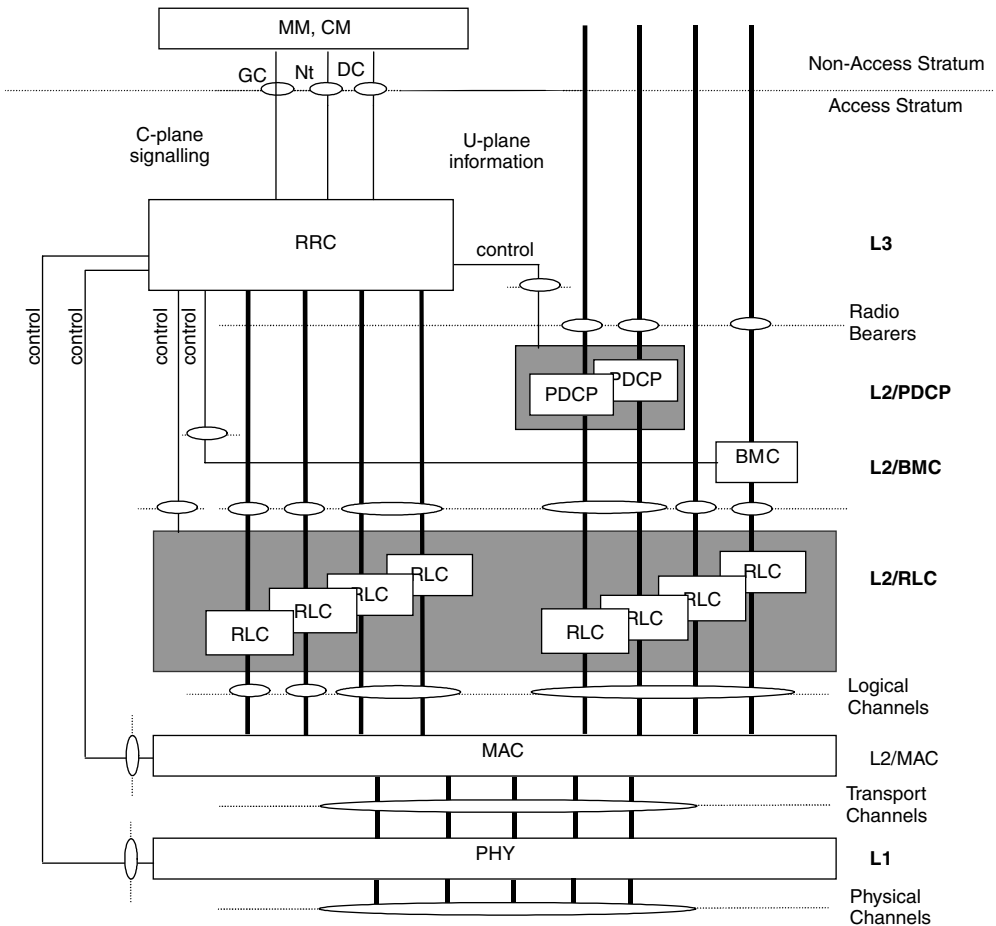 MM, CM
GC
Nt
DC
Non-Access Stratum
Access Stratum
C-plane
signalling
U-plane
information
RRC
control
L3
control
control
control
control
Radio
Bearers
PDCP
PDCP
L2/PDCP
BMC
L2/BMC
RLC
RLC
RLC
RLC
RLC
RLC
RLC
RLC
L2/RLC
Logical
Channels
MAC
L2/MAC
Transport
Channels
PHY
L1
Physical
Channels